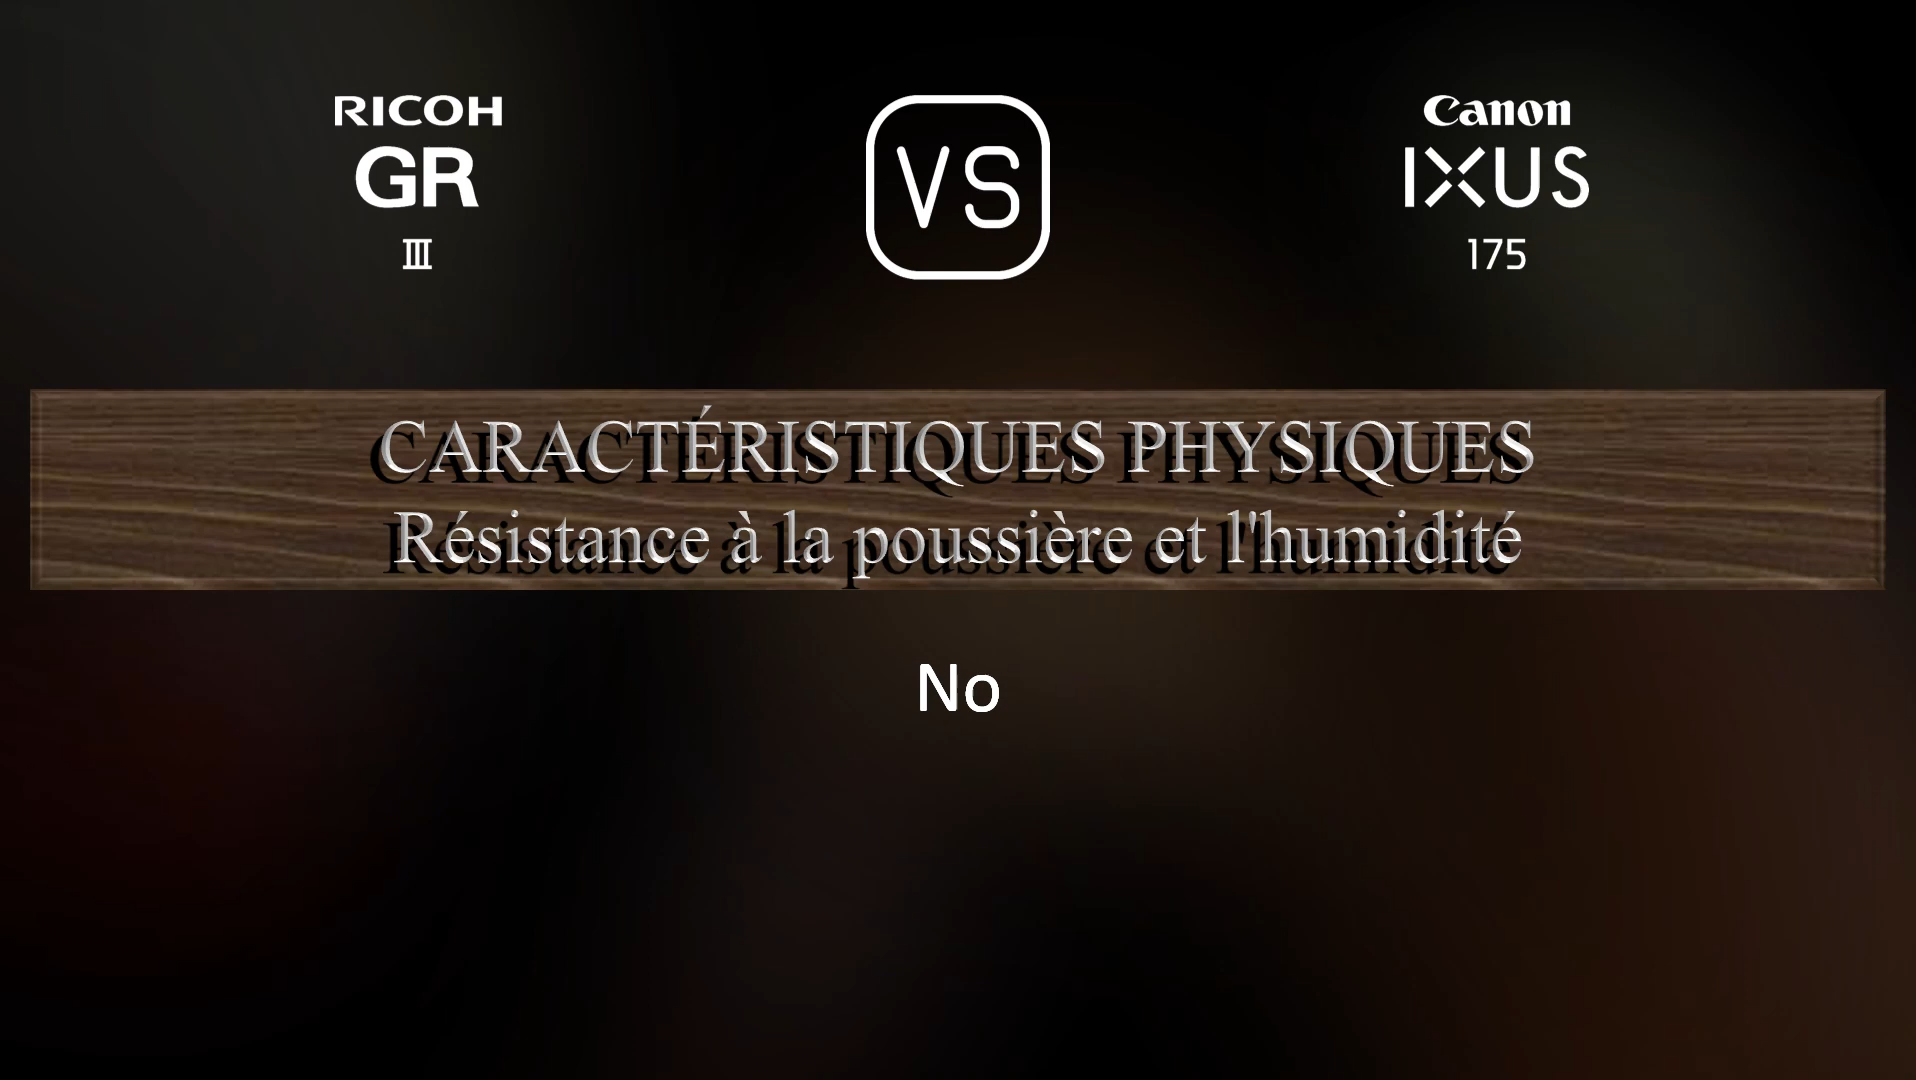 RICOH
GR
III
VS
Canon
IXUS
175
CARACTÉRISTIQUES PHYSIQUES
Résistance à la poussière et l'humidité
No